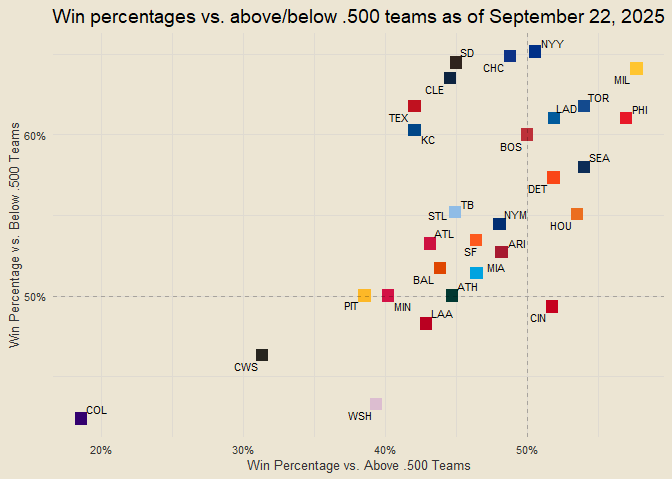 Win percentages vs. above/below .500 teams as of September 22, 2025
SD
NYY
CHC
MIL
CLE
TOR
TEX
LAD
PHI
KC
60%
BOS
SEA
DET
TB
STL
NYM
HOU
ATL
SF
ARI
BAL
MIA
ATH
50%
PIT
MIN
LAA
CIN
CWS
COL
WSH
Win Percentage vs. Below .500 Teams
20%
30%
40%
50%
Win Percentage vs. Above .500 Teams